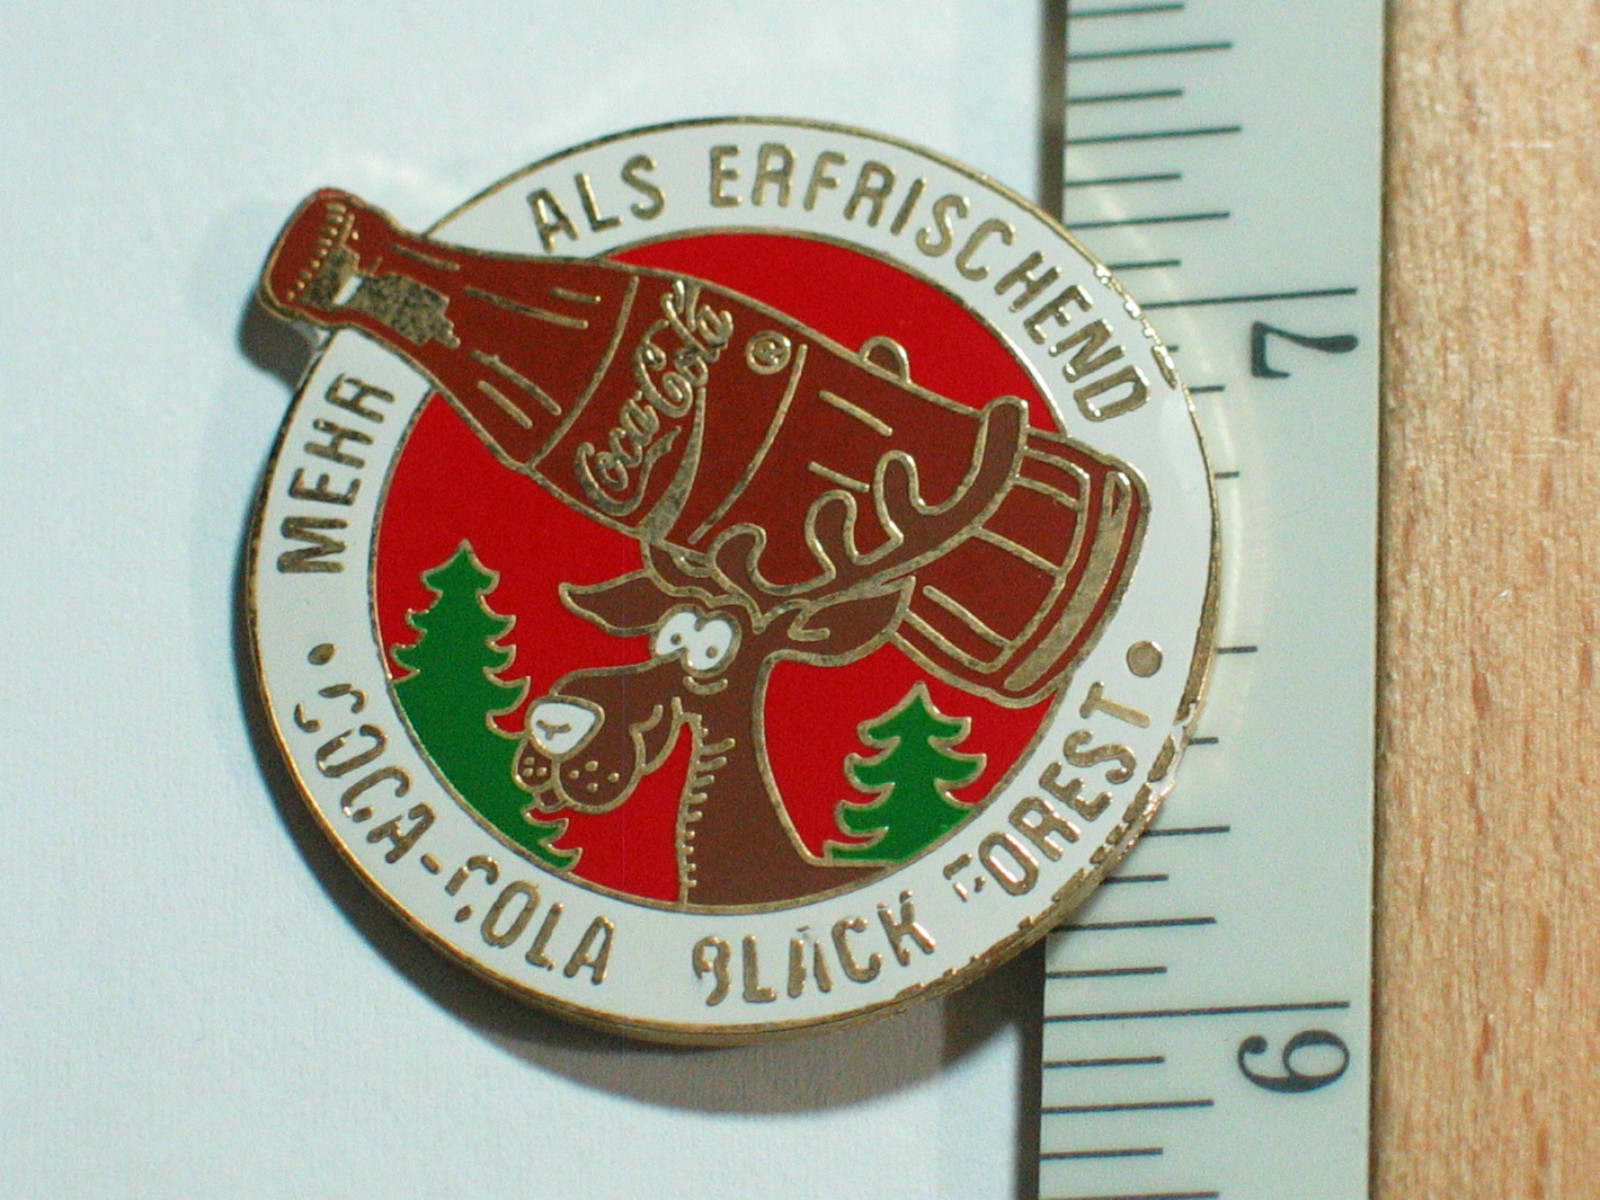 MEHR ALS ERFRISCHEND
Coca-Cola ®
• COCA-COLA BLACK FOREST •
7
6